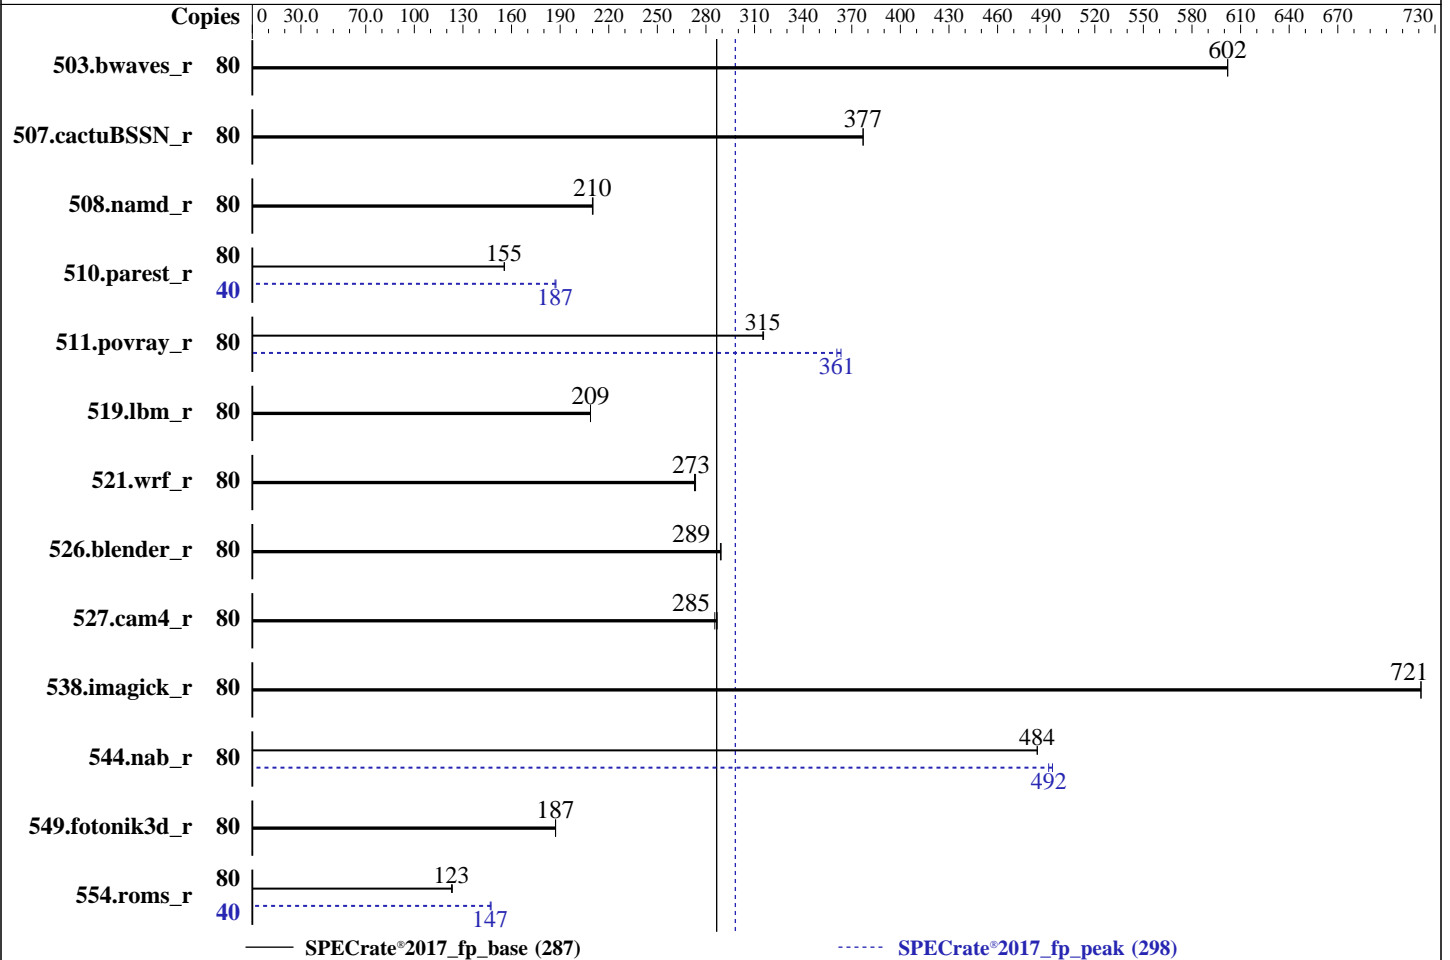 Copies 0 30.0 70.0 100 130 160 190 220 250 280 310 340 370 400 430 460 490 520 550 580 610 640 670 730
503.bwaves_r 80 602
507.cactuBSSN_r 80 377
508.namd_r 80 210
510.parest_r 80 155
40 187
511.povray_r 80 315
361
519.lbm_r 80 209
521.wrf_r 80 273
526.blender_r 80 289
527.cam4_r 80 285
538.imagick_r 80 721
544.nab_r 80 484
492
549.fotonik3d_r 80 187
554.roms_r 80 123
40 147
SPECrate®2017_fp_base (287) SPECrate®2017_fp_peak (298)